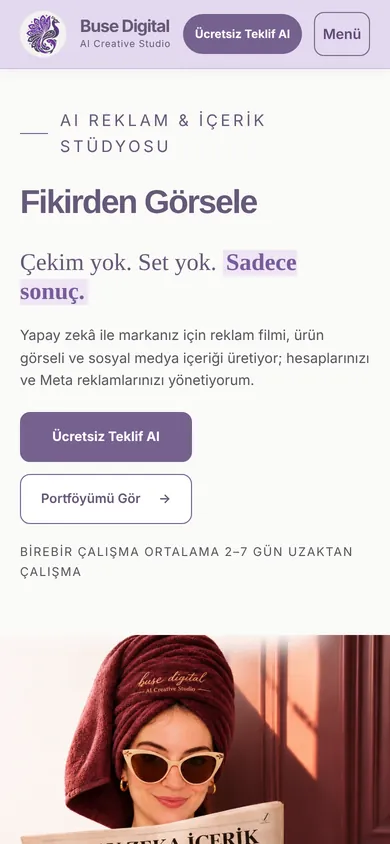 Buse Digital
AI Creative Studio
Ücretsiz Teklif Al
Menü
AI REKLAM & İÇERİK
STÜDYOSU
Fikirden Görsele
Çekim yok. Set yok. Sadece
sonuç.
Yapay zekâ ile markanız için reklam filmi, ürün
görseli ve sosyal medya içeriği üretiyor; hesaplarınızı
ve Meta reklamlarınızı yönetiyorum.
Ücretsiz Teklif Al
Portföyümü Gör →
BİREBİR ÇALIŞMA ORTALAMA 2–7 GÜN UZAKTAN
ÇALIŞMA
buse digital
AI Creative Studio
ZEKA İÇERİK